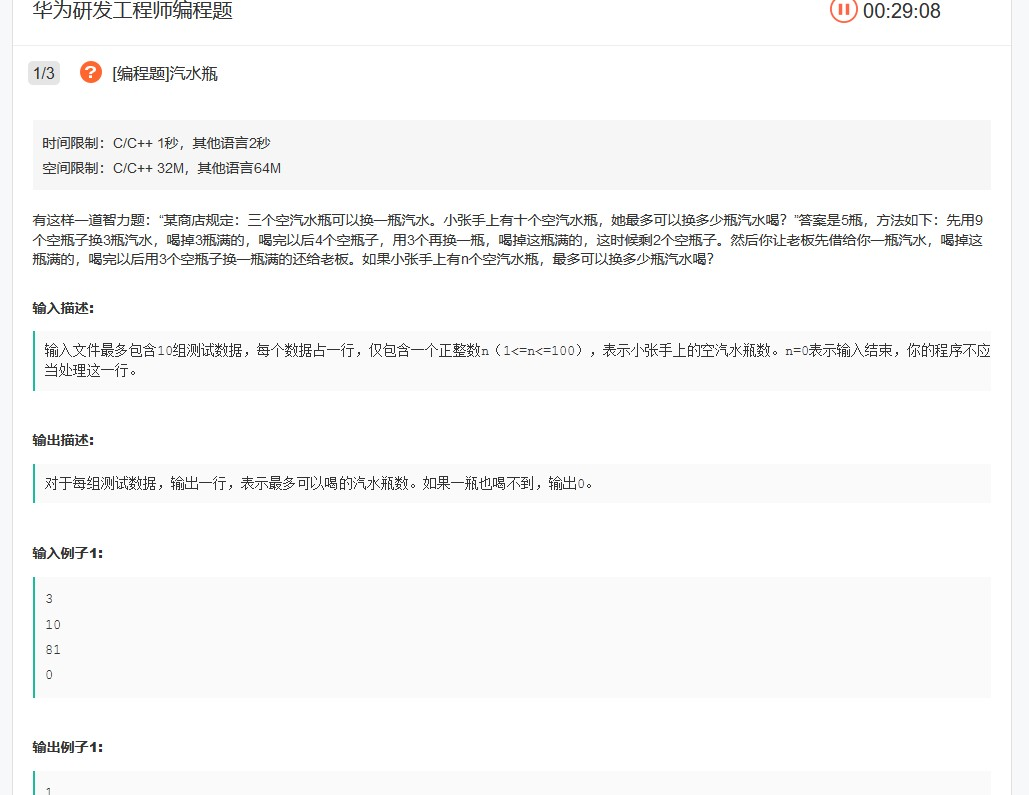 华为研发工程师编程题
00:29:08
1/3
?
[编程题]汽水瓶
时间限制：C/C++ 1秒，其他语言2秒
空间限制：C/C++ 32M，其他语言64M
有这样一道智力题：“某商店规定：三个空汽水瓶可以换一瓶汽水。小张手上有十个空汽水瓶，她最多可以换多少瓶汽水喝？”答案是5瓶，方法如下：先用9
个空瓶子换3瓶汽水，喝掉3瓶满的，喝完以后4个空瓶子，用3个再换一瓶，喝掉这瓶满的，这时候剩2个空瓶子。然后你让老板先借给你一瓶汽水，喝掉这
瓶满的，喝完以后用3个空瓶子换一瓶满的还给老板。如果小张手上有n个空汽水瓶，最多可以换多少瓶汽水喝？
输入描述:
输入文件最多包含10组测试数据，每个数据占一行，仅包含一个正整数n（1<=n<=100），表示小张手上的空汽水瓶数。n=0表示输入结束，你的程序不应
当处理这一行。
输出描述:
对于每组测试数据，输出一行，表示最多可以喝的汽水瓶数。如果一瓶也喝不到，输出0。
输入例子1:
3
10
81
0
输出例子1:
1